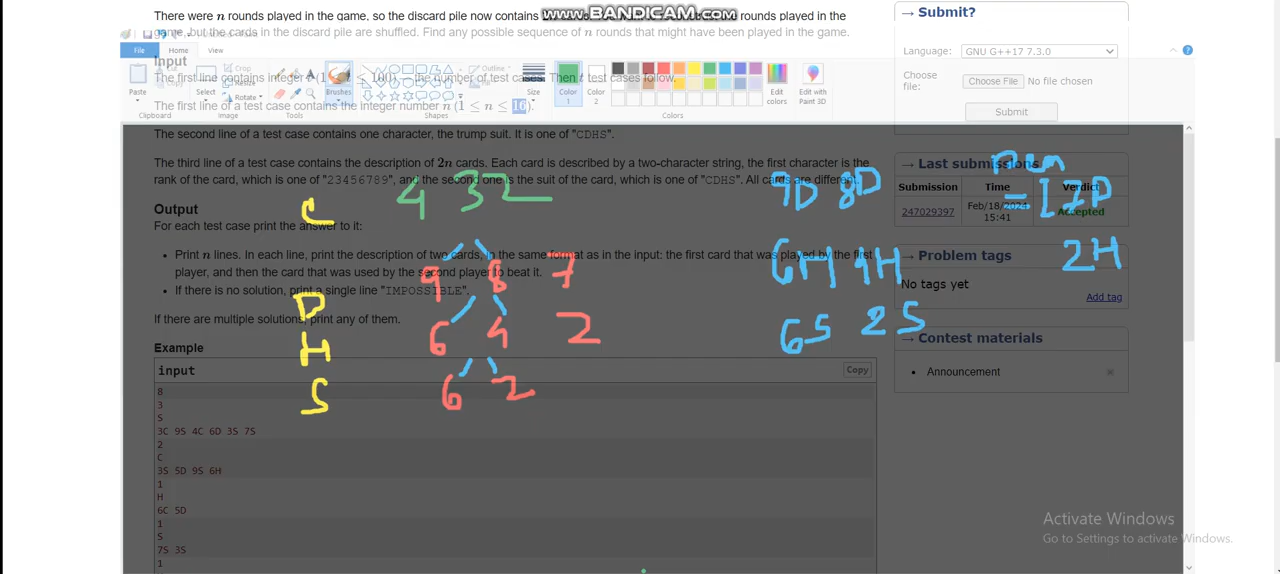 There were n rounds played in the game, so the discard pile now contains
rounds played in the
www.BANDICAM.com
game, but the cards in the discard pile are shuffled. Find any possible sequence of n rounds that might have been played in the game.
File Home View
Input
The first line contains integer t (1 ≤ t ≤ 100) — the number of test cases. Then t test cases follow.
Paste
Cut
Copy
Select
Crop
Resize
Rotate
Brushes
Outline
Fill
Size
Color 1
Color 2
Edit colors
Edit with Paint 3D
The first line of a test case contains the integer number n (1 ≤ n ≤ 16).
Clipboard Image Tools Shapes Colors
The second line of a test case contains one character, the trump suit. It is one of "CDHS".
The third line of a test case contains the description of 2n cards. Each card is described by a two-character string, the first character is the
rank of the card, which is one of "23456789", and the second one is the suit of the card, which is one of "CDHS". All cards are different.
Output
For each test case print the answer to it:
• Print n lines. In each line, print the description of two cards, in the same format as in the input: the first card that was played by the first
player, and then the card that was used by the second player to beat it.
• If there is no solution, print a single line "IMPOSSIBLE".
If there are multiple solutions, print any of them.
Example
input
Copy
8
3
S
3C 9S 4C 6D 3S 7S
2
C
3S 5D 9S 6H
1
H
6C 5D
1
S
7S 3S
1
C
4 3 2
D
9 8 7
H
6 4 2
S
6 2
9D 8D
6H 4H
6S 2S
2H
→ Submit?
Language: GNU G++17 7.3.0
Choose file: Choose File No file chosen
Submit
→ Last submissions
Submission Time Verdict
247029397 Feb/18/2024 15:41 Accepted
→ Problem tags
No tags yet
Add tag
→ Contest materials
• Announcement
Activate Windows
Go to Settings to activate Windows.